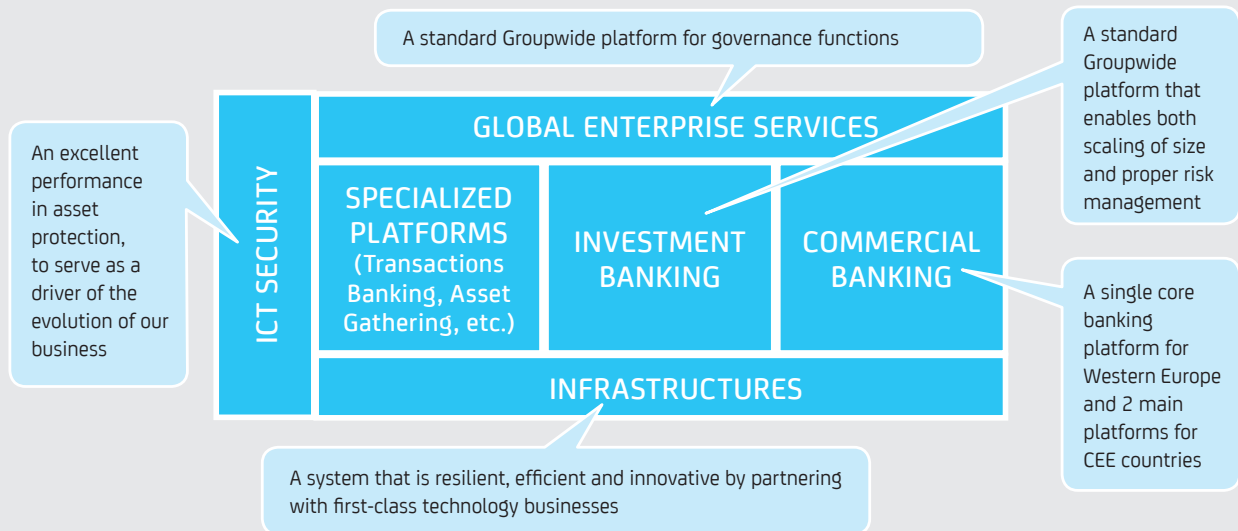 A standard Groupwide platform for governance functions
A standard
Groupwide
platform that
enables both
scaling of size
and proper risk
management
GLOBAL ENTERPRISE SERVICES
An excellent
performance
in asset
protection,
to serve as a
driver of the
evolution of our
business
ICT SECURITY
SPECIALIZED
PLATFORMS
(Transactions
Banking, Asset
Gathering, etc.)
INVESTMENT
BANKING
COMMERCIAL
BANKING
A single core
banking
platform for
Western Europe
and 2 main
platforms for
CEE countries
INFRASTRUCTURES
A system that is resilient, efficient and innovative by partnering
with first-class technology businesses